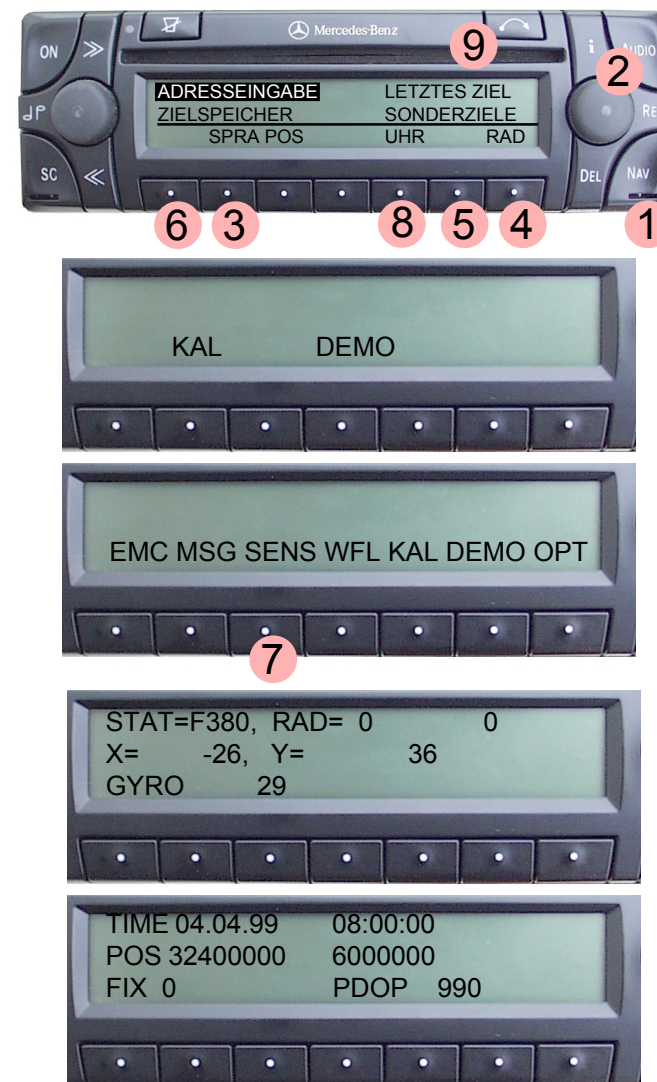 Mercedes-Benz
ON
9
i
AUDIO
2
ADRESSEINGABE LETZTES ZIEL
ZIELSPEICHER SONDERZIELE
SPRA POS UHR RAD
RE
SC
DEL
NAV
6 3 8 5 4 1
KAL DEMO
EMC MSG SENS WFL KAL DEMO OPT
7
STAT=F380, RAD= 0 0
X= -26, Y= 36
GYRO 29
TIME 04.04.99 08:00:00
POS 32400000 6000000
FIX 0 PDOP 990